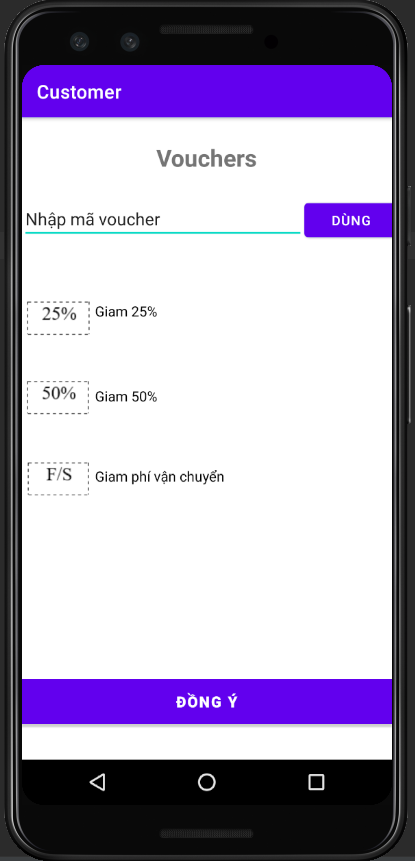 Customer
Vouchers
Nhập mã voucher DÙNG
25% Giam 25%
50% Giam 50%
F/S Giam phí vận chuyển
ĐỒNG Ý